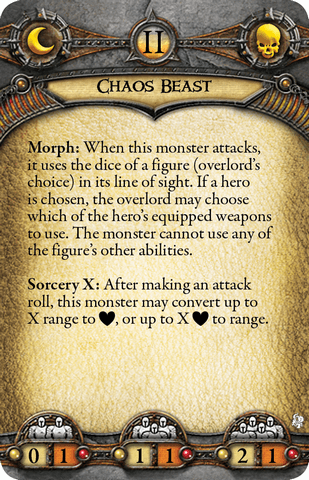 II
CHAOS BEAST
Morph: When this monster attacks,
it uses the dice of a figure (overlord's
choice) in its line of sight. If a hero
is chosen, the overlord may choose
which of the hero's equipped weapons
to use. The monster cannot use any of
the figure's other abilities.
Sorcery X: After making an attack
roll, this monster may convert up to
X range to ♥, or up to X ♥ to range.
0 1 1 1 2 1